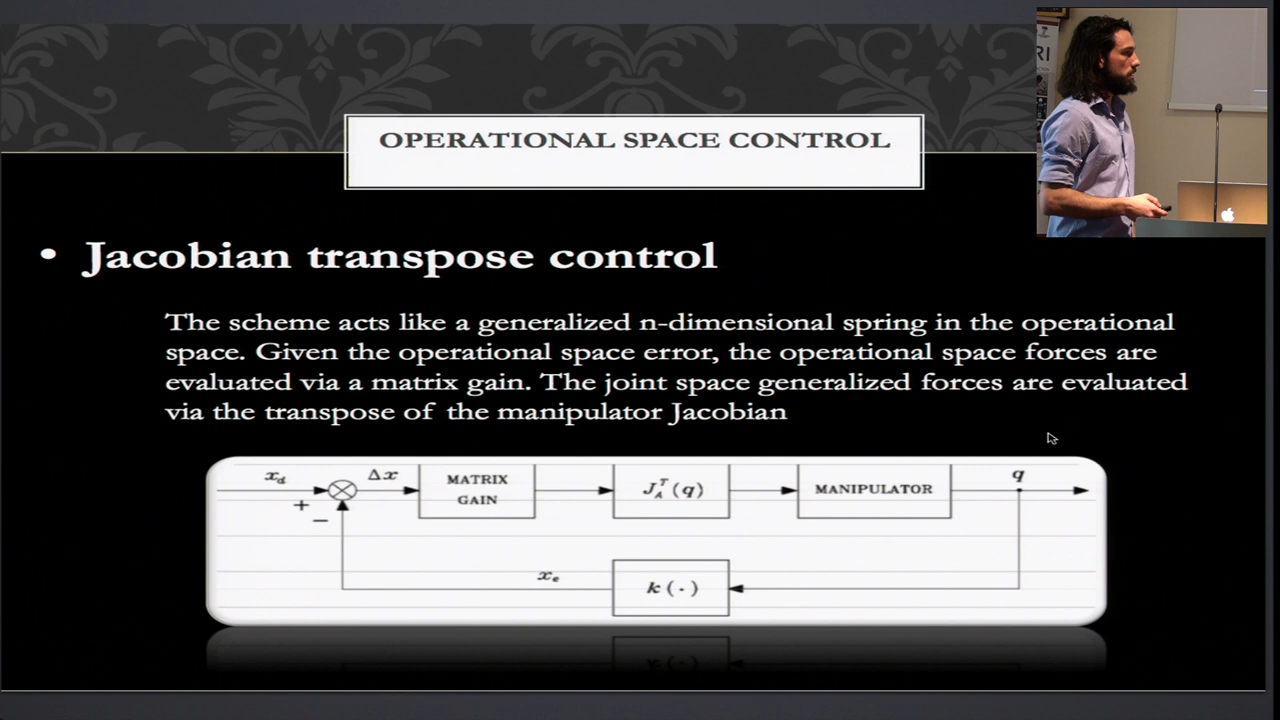 RI
OPERATIONAL SPACE CONTROL
• Jacobian transpose control
The scheme acts like a generalized n-dimensional spring in the operational
space. Given the operational space error, the operational space forces are
evaluated via a matrix gain. The joint space generalized forces are evaluated
via the transpose of the manipulator Jacobian
x_d
+
−
Δx
MATRIX
GAIN
J_A^T(q)
MANIPULATOR
q
x_e
k(·)